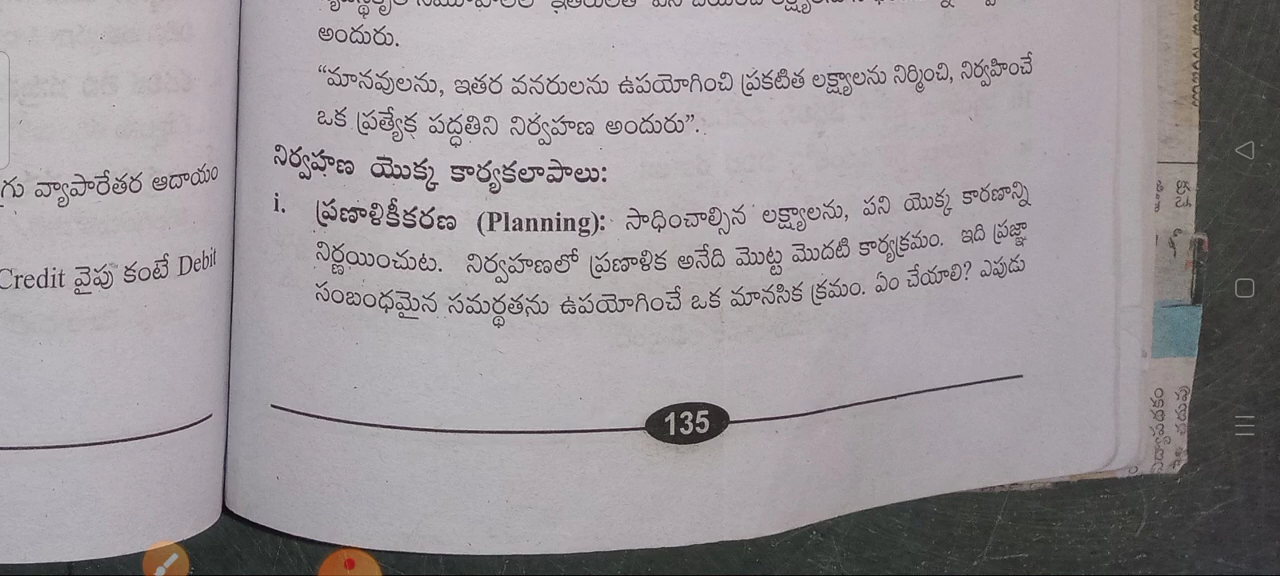 గు వ్యాపారేతర ఆదాయం
Credit వైపు కంటే Debit
అందురు.
“మానవులను, ఇతర వనరులను ఉపయోగించి ప్రకటిత లక్ష్యాలను నిర్మించి, నిర్వహించే
ఒక ప్రత్యేక పద్ధతిని నిర్వహణ అందురు”.
నిర్వహణ యొక్క కార్యకలాపాలు:
i. ప్రణాళికీకరణ (Planning): సాధించాల్సిన లక్ష్యాలను, పని యొక్క కారణాన్ని
నిర్ణయించుట. నిర్వహణలో ప్రణాళిక అనేది మొట్ట మొదటి కార్యక్రమం. ఇది ప్రజ్ఞా
సంబంధమైన సమర్థతను ఉపయోగించే ఒక మానసిక క్రమం. ఏం చేయాలి? ఎపుడు
135